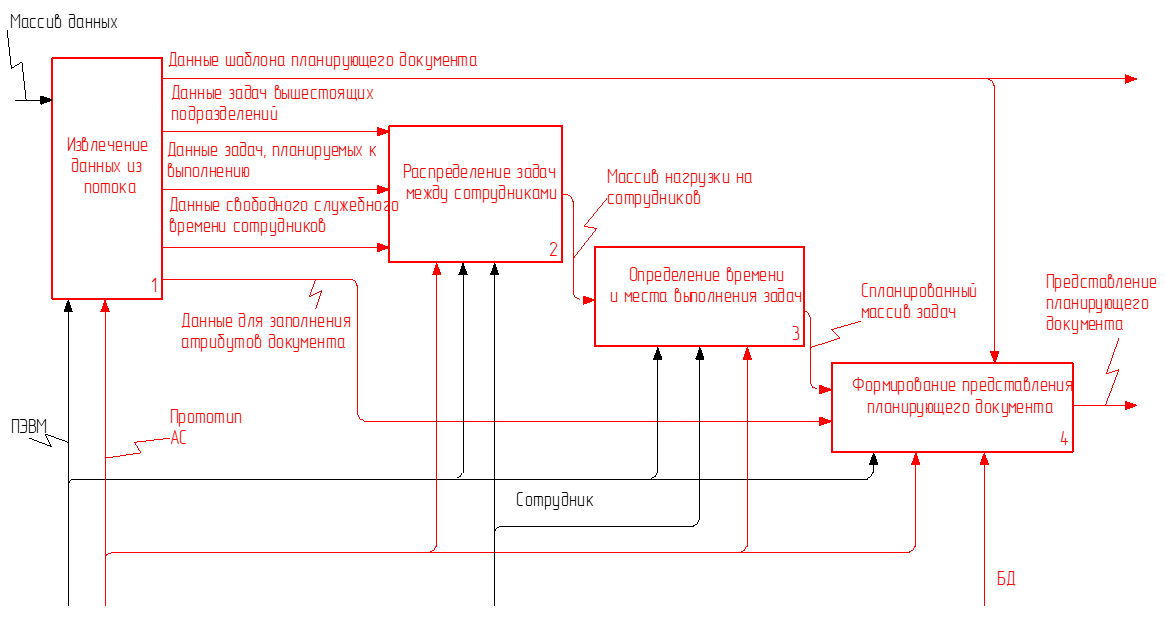 Массив данных
Данные шаблона планирующего документа
Данные задач вышестоящих
подразделений
Извлечение
данных из
потока
1
Данные задач, планируемых к
выполнению
Данные свободного служебного
времени сотрудников
Распределение задач
между сотрудниками
2
Массив нагрузки на
сотрудников
Определение времени
и места выполнения задач
3
Данные для заполнения
атрибутов документа
Спланированный
массив задач
Представление
планирующего
документа
Формирование представления
планирующего документа
4
ПЭВМ
Прототип
АС
Сотрудник
БД